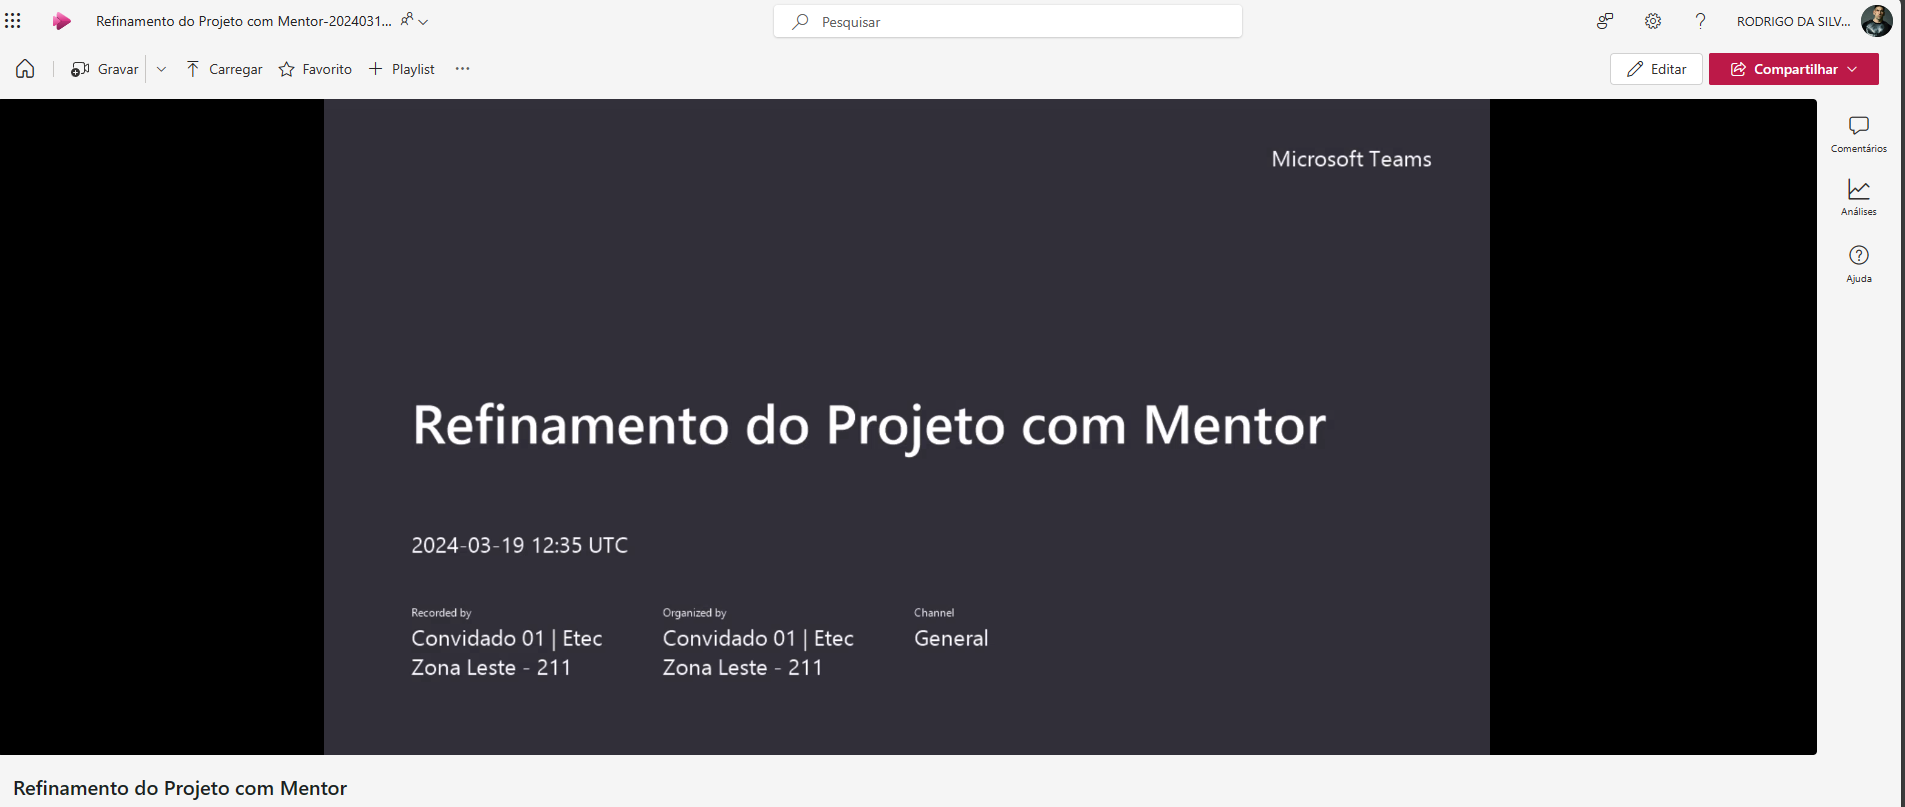 Refinamento do Projeto com Mentor-2024031...
Pesquisar
RODRIGO DA SILV...
Gravar
Carregar
Favorito
Playlist
Editar
Compartilhar
Microsoft Teams
Comentários
Análises
Ajuda
Refinamento do Projeto com Mentor
2024-03-19 12:35 UTC
Recorded by
Convidado 01 | Etec
Zona Leste - 211
Organized by
Convidado 01 | Etec
Zona Leste - 211
Channel
General
Refinamento do Projeto com Mentor